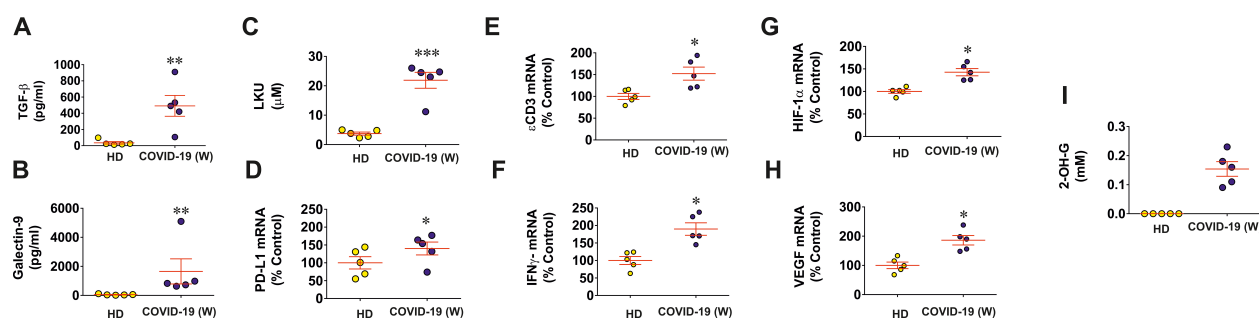 A
TGF-β
(pg/ml)
1000
800
600
400
200
0
**
HD
COVID-19 (W)
B
Galectin-9
(pg/ml)
6000
4000
2000
0
**
HD
COVID-19 (W)
C
LKU
(μM)
30
20
10
0
***
HD
COVID-19 (W)
D
PD-L1 mRNA
(% Control)
250
200
150
100
50
0
*
HD
COVID-19 (W)
E
εCD3 mRNA
(% Control)
200
150
100
50
0
*
HD
COVID-19 (W)
F
IFNγ- mRNA
(% Control)
250
200
150
100
50
0
*
HD
COVID-19 (W)
G
HIF-1α mRNA
(% Control)
200
150
100
50
0
*
HD
COVID-19 (W)
H
VEGF mRNA
(% Control)
300
200
100
0
*
HD
COVID-19 (W)
I
2-OH-G
(mM)
0.3
0.2
0.1
0.0
HD
COVID-19 (W)